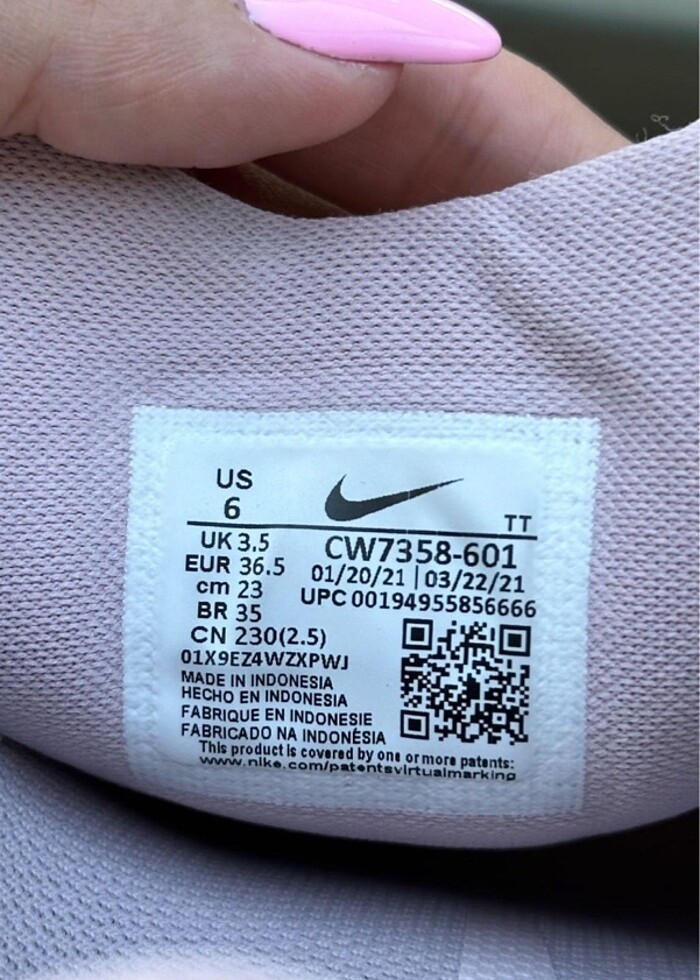 US
6
TT
UK 3.5
EUR 36.5
cm 23
BR 35
CN 230(2.5)
CW7358-601
01/20/21 | 03/22/21
UPC 00194955856666
01X9EZ4WZXPWJ
MADE IN INDONESIA
HECHO EN INDONESIA
FABRIQUE EN INDONESIE
FABRICADO NA INDONÉSIA
This product is covered by one or more patents:
www.nike.com/patentsvirtualmarking